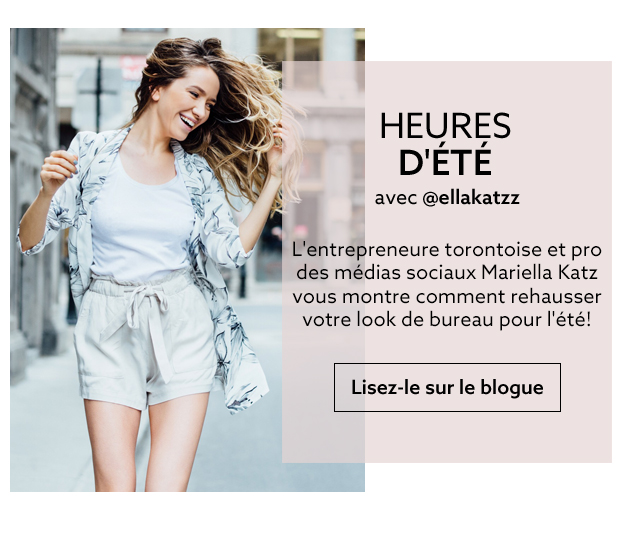 HEURES
D'ÉTÉ
avec @ellakatzz
L'entrepreneure torontoise et pro
des médias sociaux Mariella Katz
vous montre comment rehausser
votre look de bureau pour l'été!
Lisez-le sur le blogue